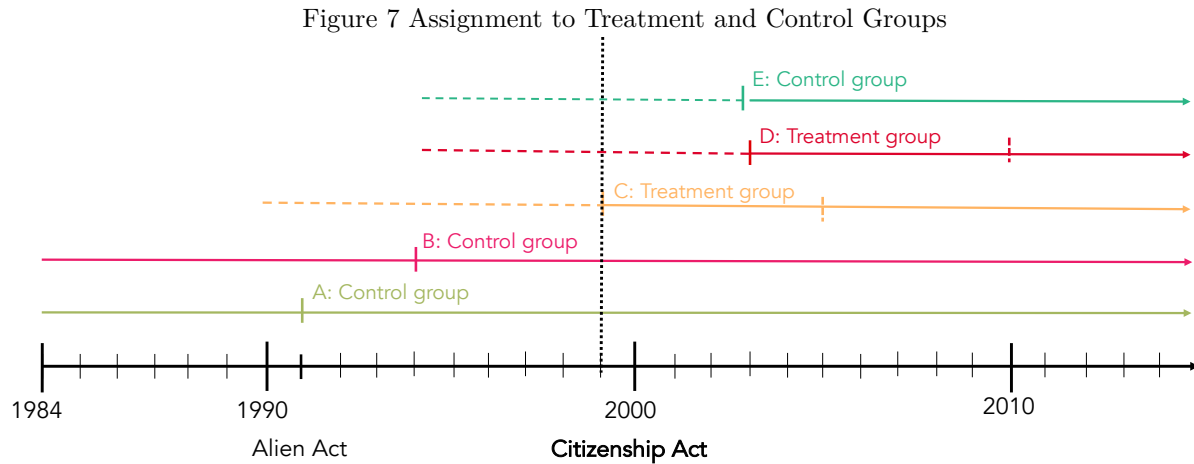 Figure 7 Assignment to Treatment and Control Groups
E: Control group
D: Treatment group
C: Treatment group
B: Control group
A: Control group
1984
1990
2000
2010
Alien Act
Citizenship Act